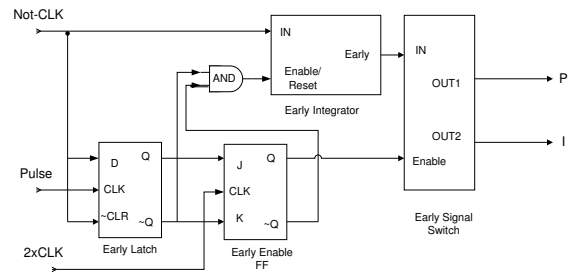 Not-CLK
IN
Early
Enable/
Reset
Early Integrator
AND
IN
OUT1
OUT2
Enable
P
I
Early Signal
Switch
D
Q
CLK
~CLR
~Q
Early Latch
J
Q
CLK
K
~Q
Early Enable
FF
Pulse
2xCLK